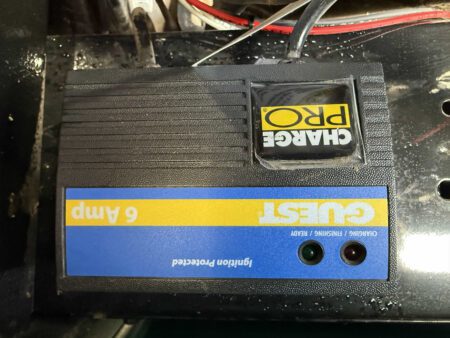 Ignition Protected
CHARGING / FINISHING / READY
GUEST 6 Amp
CHARGE
PRO